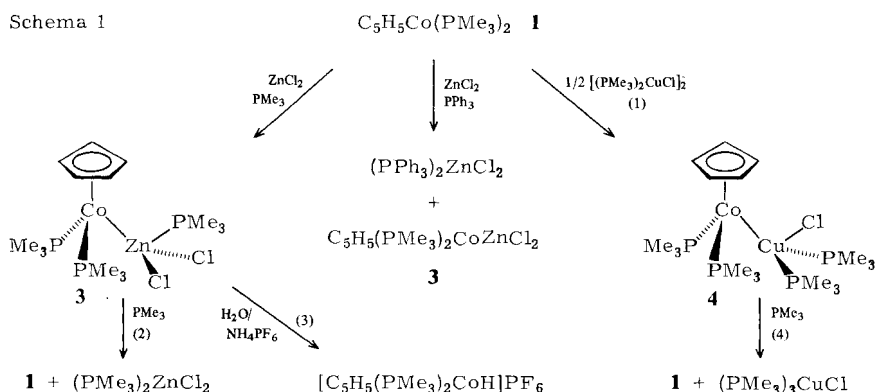 Schema 1
C₅H₅Co(PMe₃)₂ 1
ZnCl₂
PMe₃
ZnCl₂
PPh₃
1/2 [(PMe₃)₂CuCl]₂
(1)
(PPh₃)₂ZnCl₂
+
C₅H₅(PMe₃)₂CoZnCl₂
3
Co
Me₃P
PMe₃
Zn
PMe₃
Cl
Cl
3
Co
Me₃P
PMe₃
Cu
Cl
PMe₃
PMe₃
4
PMe₃
(2)
H₂O/
NH₄PF₆
(3)
PMe₃
(4)
1 + (PMe₃)₂ZnCl₂
[C₅H₅(PMe₃)₂CoH]PF₆
1 + (PMe₃)₃CuCl